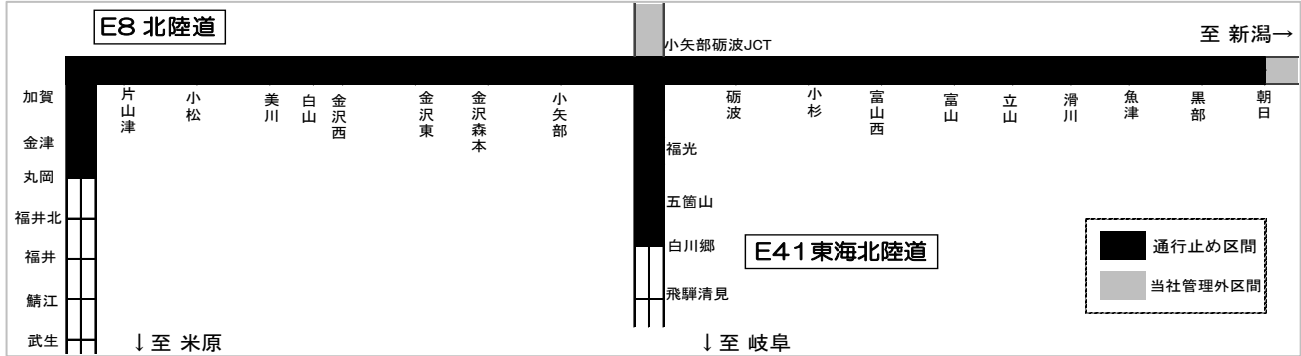 E8 北陸道
小矢部砺波JCT
至 新潟→
加賀
片山津
小松
美川
白山
金沢西
金沢東
金沢森本
小矢部
砺波
小杉
富山西
富山
立山
滑川
魚津
黒部
朝日
金津
丸岡
福井北
福井
鯖江
武生
福光
五箇山
白川郷
飛騨清見
E41東海北陸道
通行止め区間
当社管理外区間
↓至 米原
↓至 岐阜